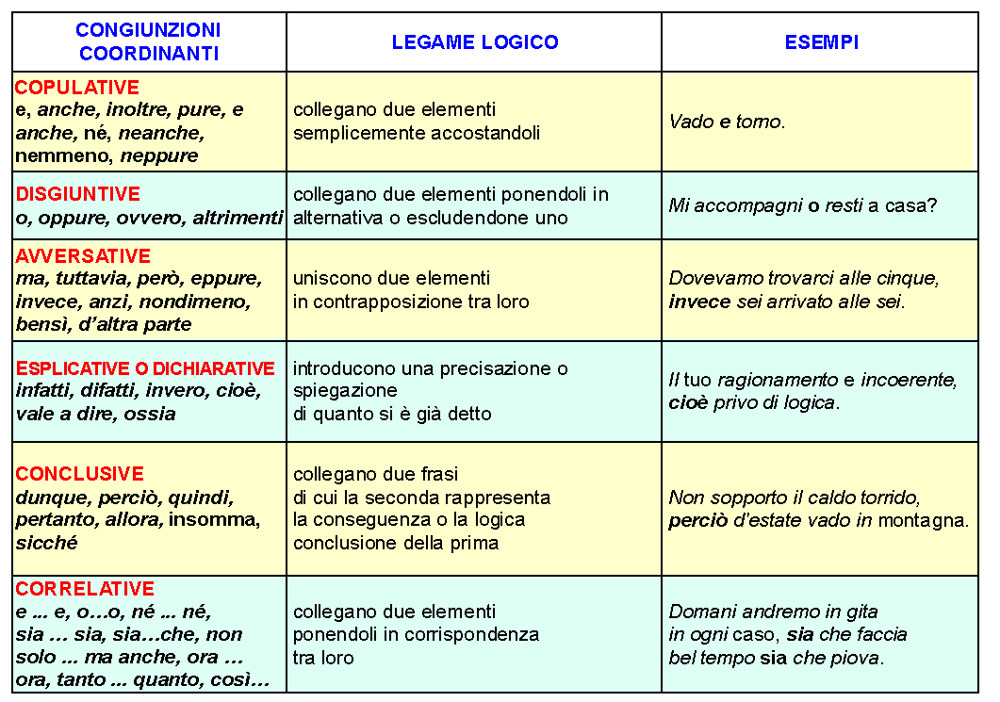 CONGIUNZIONI
COORDINANTI
LEGAME LOGICO
ESEMPI
COPULATIVE
e, anche, inoltre, pure, e
anche, né, neanche,
nemmeno, neppure
collegano due elementi
semplicemente accostandoli
Vado e torno.
DISGIUNTIVE
o, oppure, ovvero, altrimenti
collegano due elementi ponendoli in
alternativa o escludendone uno
Mi accompagni o resti a casa?
AVVERSATIVE
ma, tuttavia, però, eppure,
invece, anzi, nondimeno,
bensì, d'altra parte
uniscono due elementi
in contrapposizione tra loro
Dovevamo trovarci alle cinque,
invece sei arrivato alle sei.
ESPLICATIVE O DICHIARATIVE
infatti, difatti, invero, cioè,
vale a dire, ossia
introducono una precisazione o
spiegazione
di quanto si è già detto
Il tuo ragionamento e incoerente,
cioè privo di logica.
CONCLUSIVE
dunque, perciò, quindi,
pertanto, allora, insomma,
sicché
collegano due frasi
di cui la seconda rappresenta
la conseguenza o la logica
conclusione della prima
Non sopporto il caldo torrido,
perciò d'estate vado in montagna.
CORRELATIVE
e ... e, o…o, né ... né,
sia … sia, sia…che, non
solo ... ma anche, ora …
ora, tanto ... quanto, così…
collegano due elementi
ponendoli in corrispondenza
tra loro
Domani andremo in gita
in ogni caso, sia che faccia
bel tempo sia che piova.